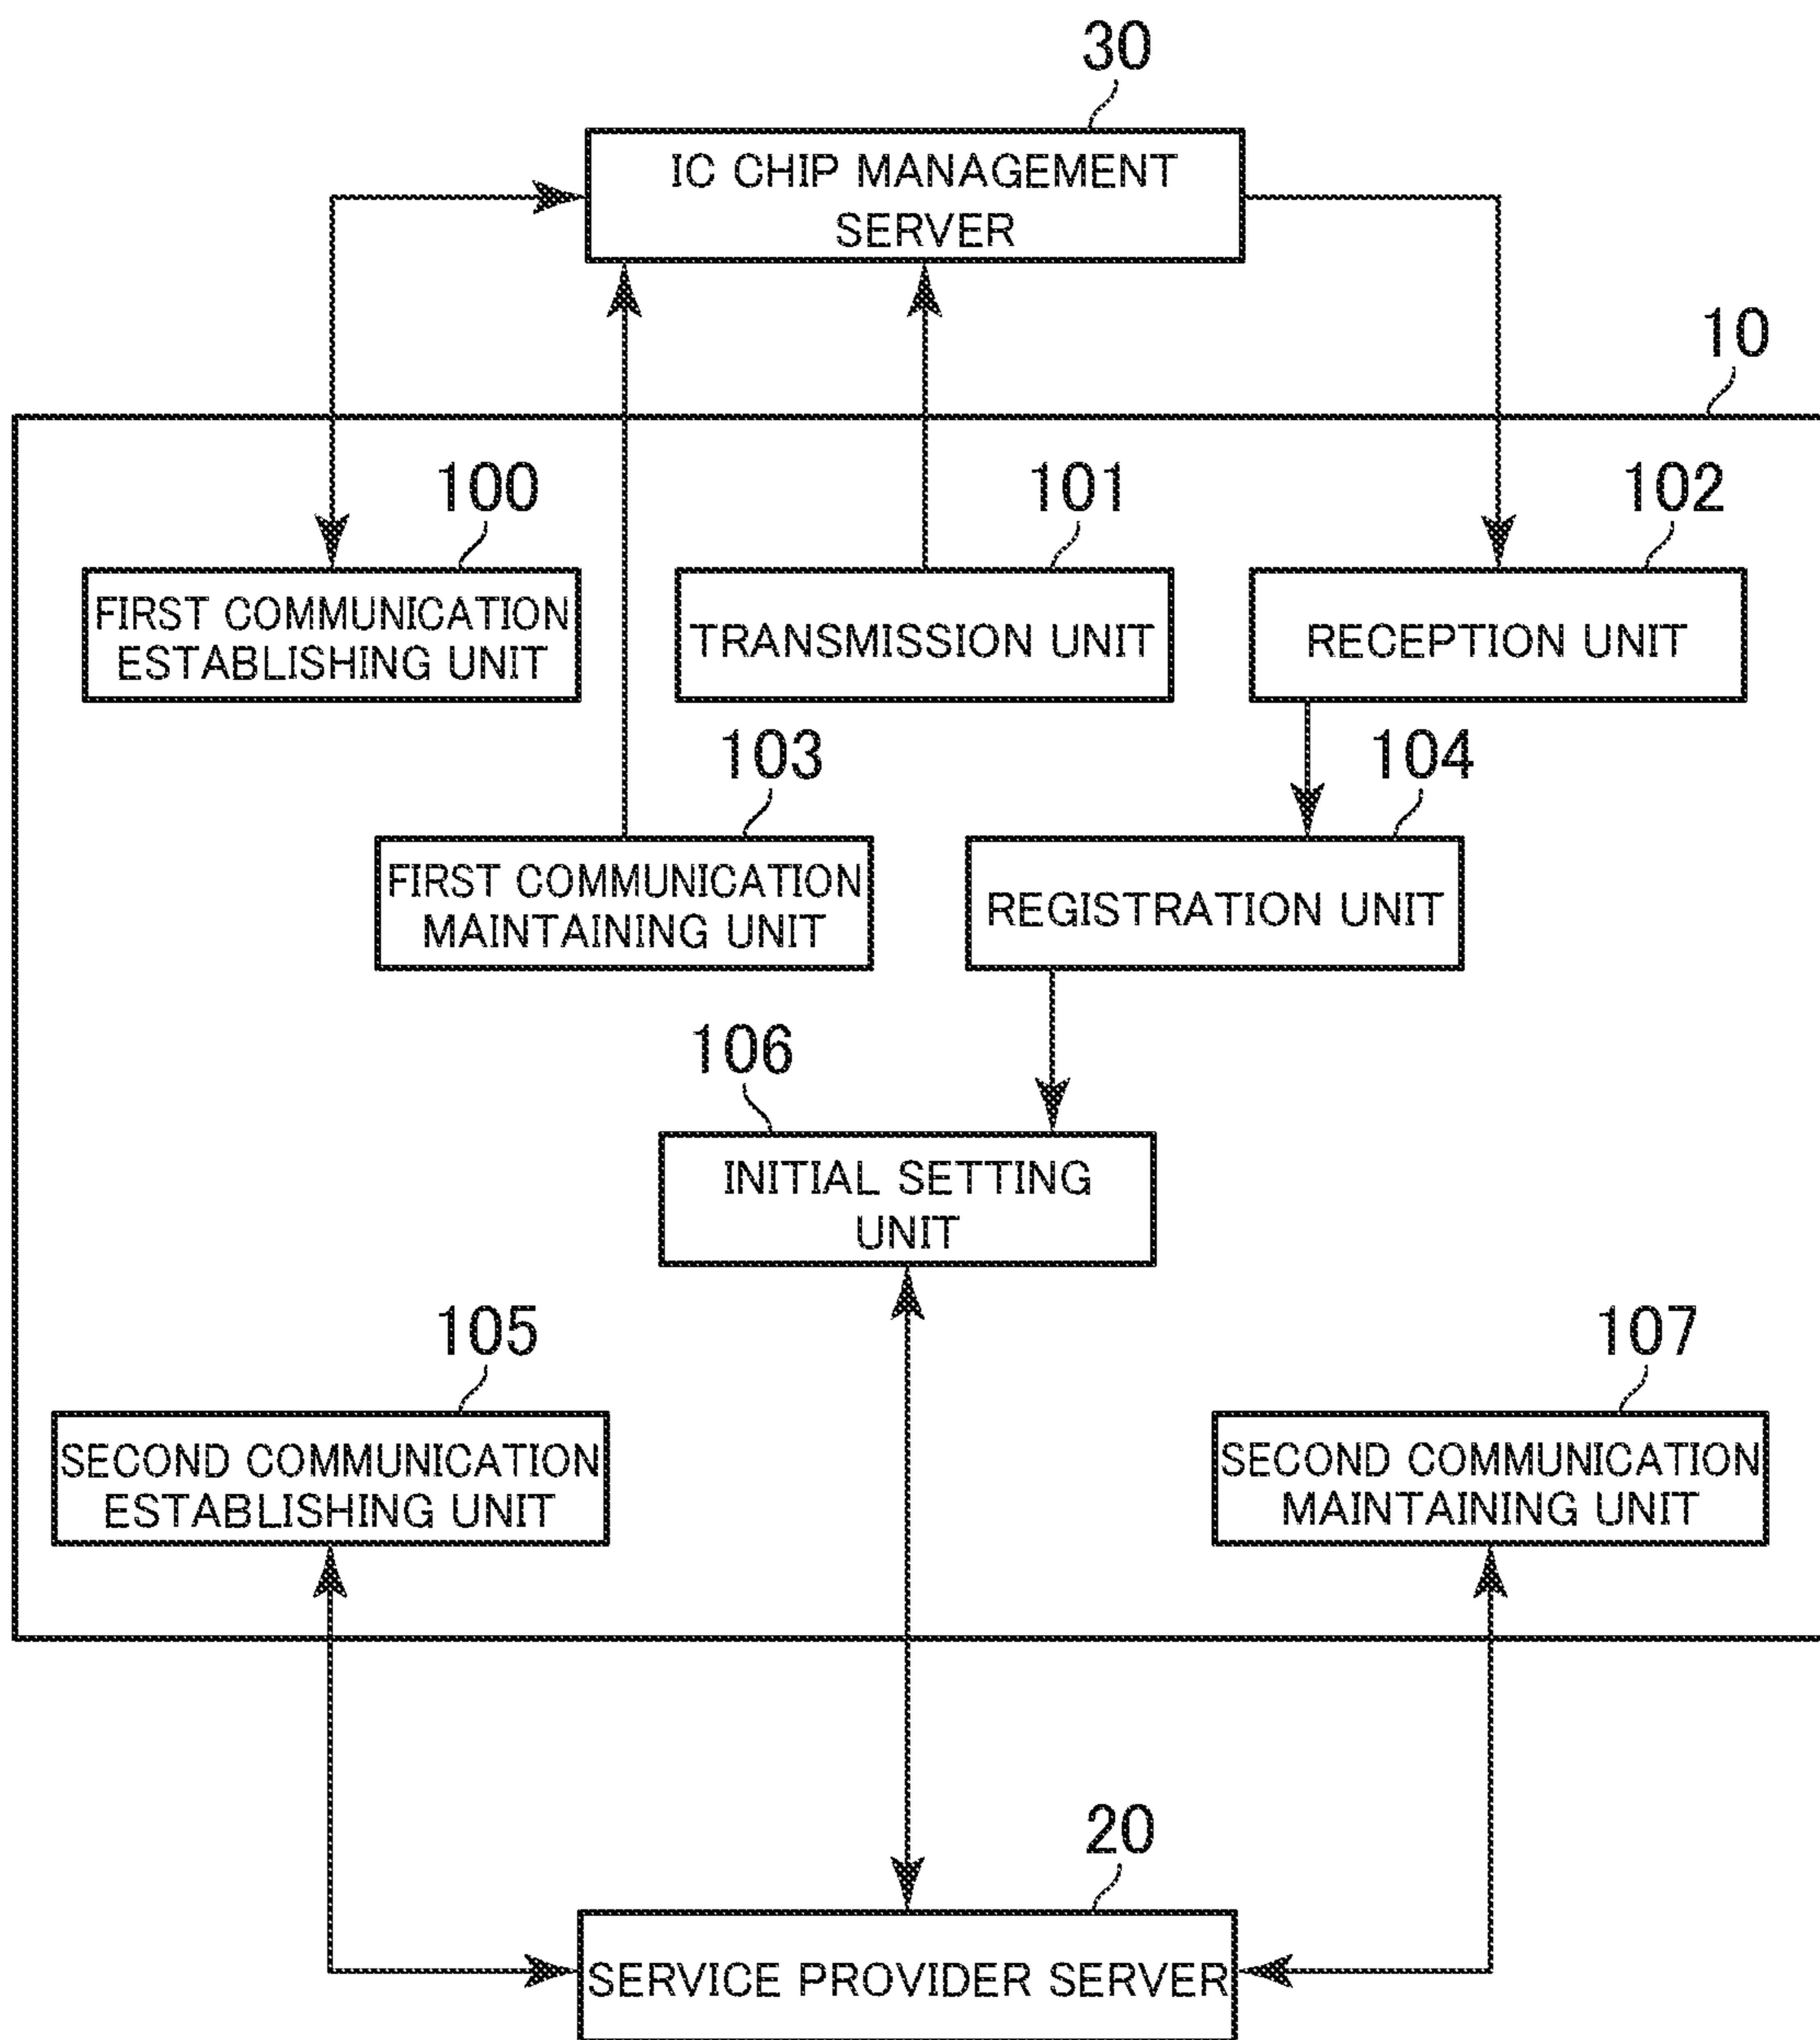 30
IC CHIP MANAGEMENT
SERVER
10
100
101
102
FIRST COMMUNICATION
ESTABLISHING UNIT
TRANSMISSION UNIT
RECEPTION UNIT
103
104
FIRST COMMUNICATION
MAINTAINING UNIT
REGISTRATION UNIT
106
INITIAL SETTING
UNIT
105
107
SECOND COMMUNICATION
ESTABLISHING UNIT
SECOND COMMUNICATION
MAINTAINING UNIT
20
SERVICE PROVIDER SERVER